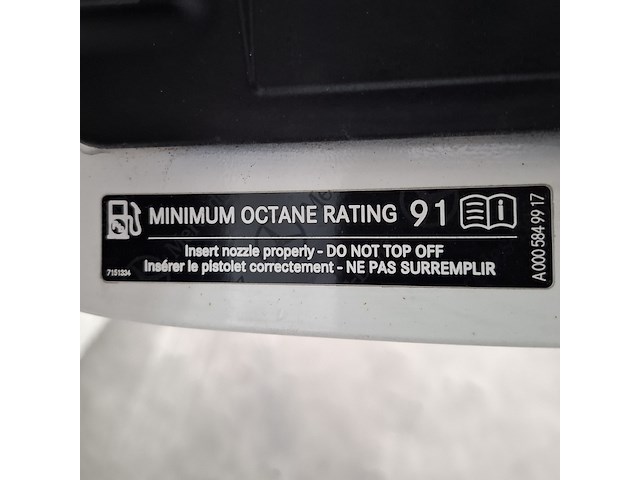 MINIMUM OCTANE RATING 91
Insert nozzle properly - DO NOT TOP OFF
Insérer le pistolet correctement - NE PAS SURREMPLIR
7151334
A 000 584 99 17